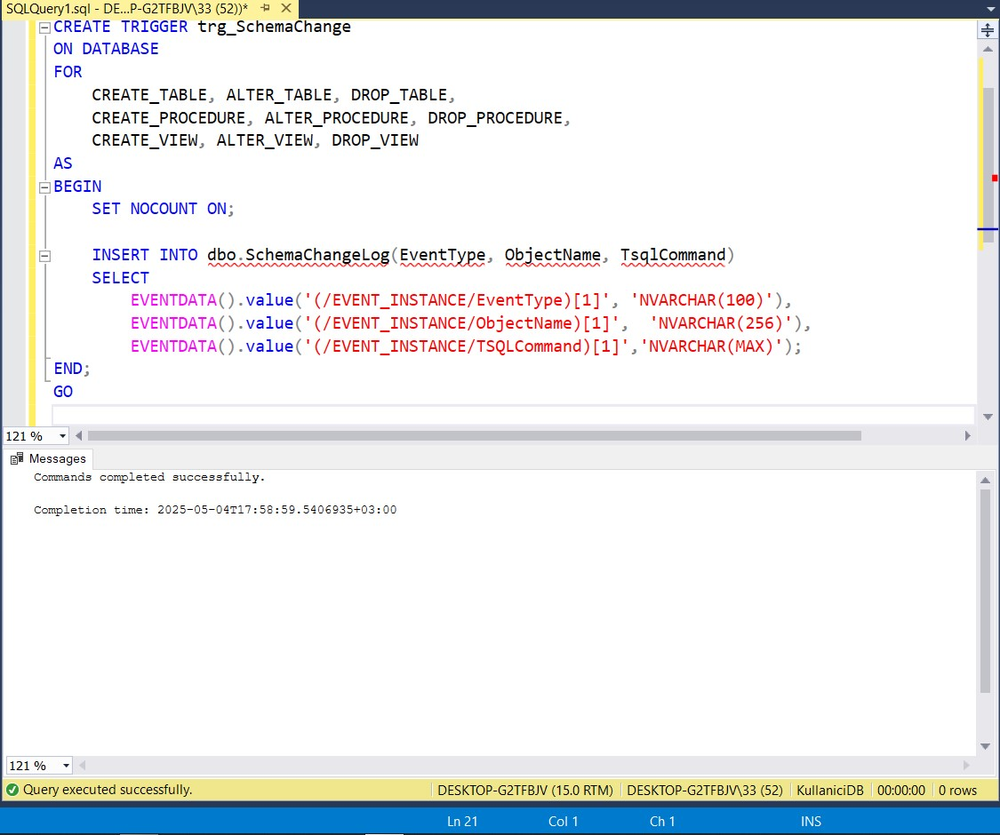 SQLQuery1.sql - DE...P-G2TFBJV\33 (52))*
CREATE TRIGGER trg_SchemaChange
ON DATABASE
FOR
    CREATE_TABLE, ALTER_TABLE, DROP_TABLE,
    CREATE_PROCEDURE, ALTER_PROCEDURE, DROP_PROCEDURE,
    CREATE_VIEW, ALTER_VIEW, DROP_VIEW
AS
BEGIN
    SET NOCOUNT ON;
    INSERT INTO dbo.SchemaChangeLog(EventType, ObjectName, TsqlCommand)
    SELECT
        EVENTDATA().value('(/EVENT_INSTANCE/EventType)[1]', 'NVARCHAR(100)'),
        EVENTDATA().value('(/EVENT_INSTANCE/ObjectName)[1]',  'NVARCHAR(256)'),
        EVENTDATA().value('(/EVENT_INSTANCE/TSQLCommand)[1]','NVARCHAR(MAX)');
END;
GO
121 %
Messages
Commands completed successfully.
Completion time: 2025-05-04T17:58:59.5406935+03:00
121 %
Query executed successfully. DESKTOP-G2TFBJV (15.0 RTM) DESKTOP-G2TFBJV\33 (52) KullaniciDB 00:00:00 0 rows
Ln 21 Col 1 Ch 1 INS